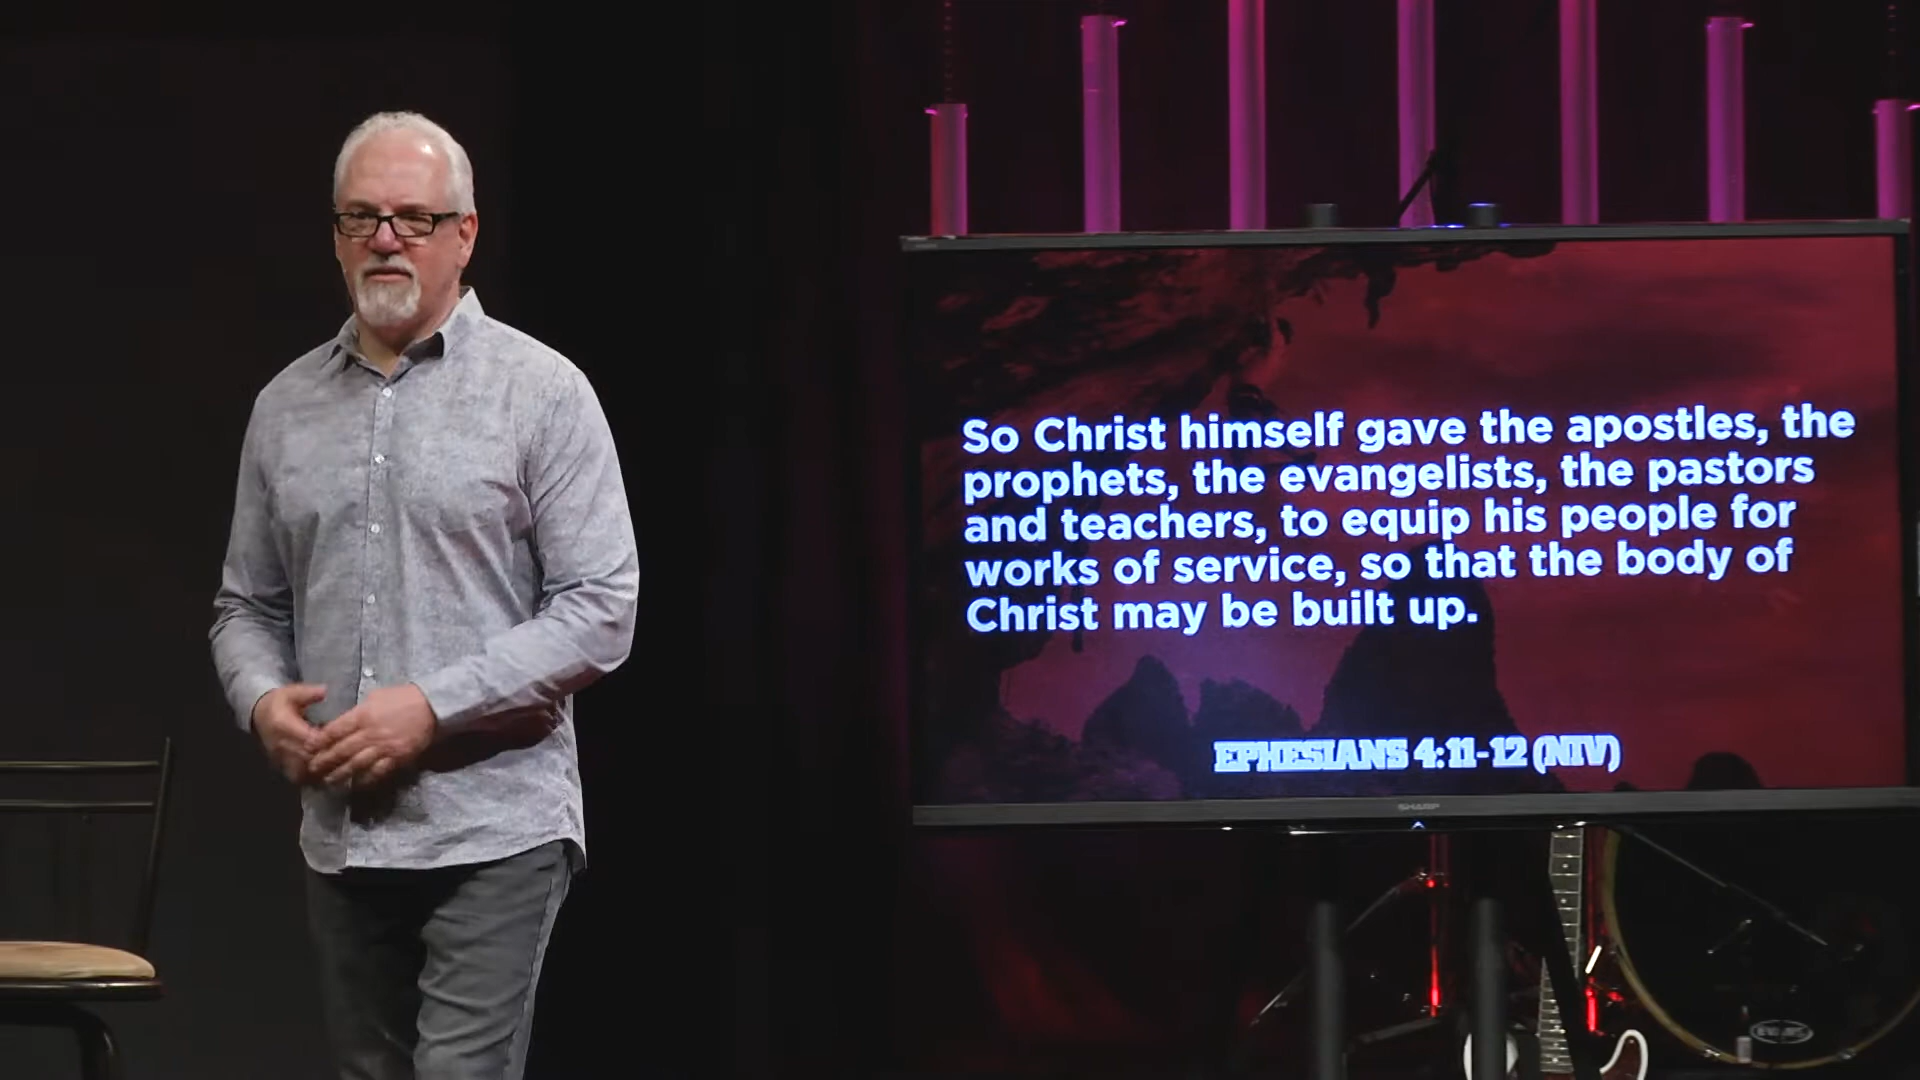 So Christ himself gave the apostles, the
prophets, the evangelists, the pastors
and teachers, to equip his people for
works of service, so that the body of
Christ may be built up.
EPHESIANS 4:11-12 (NIV)
SHARP
EVANS